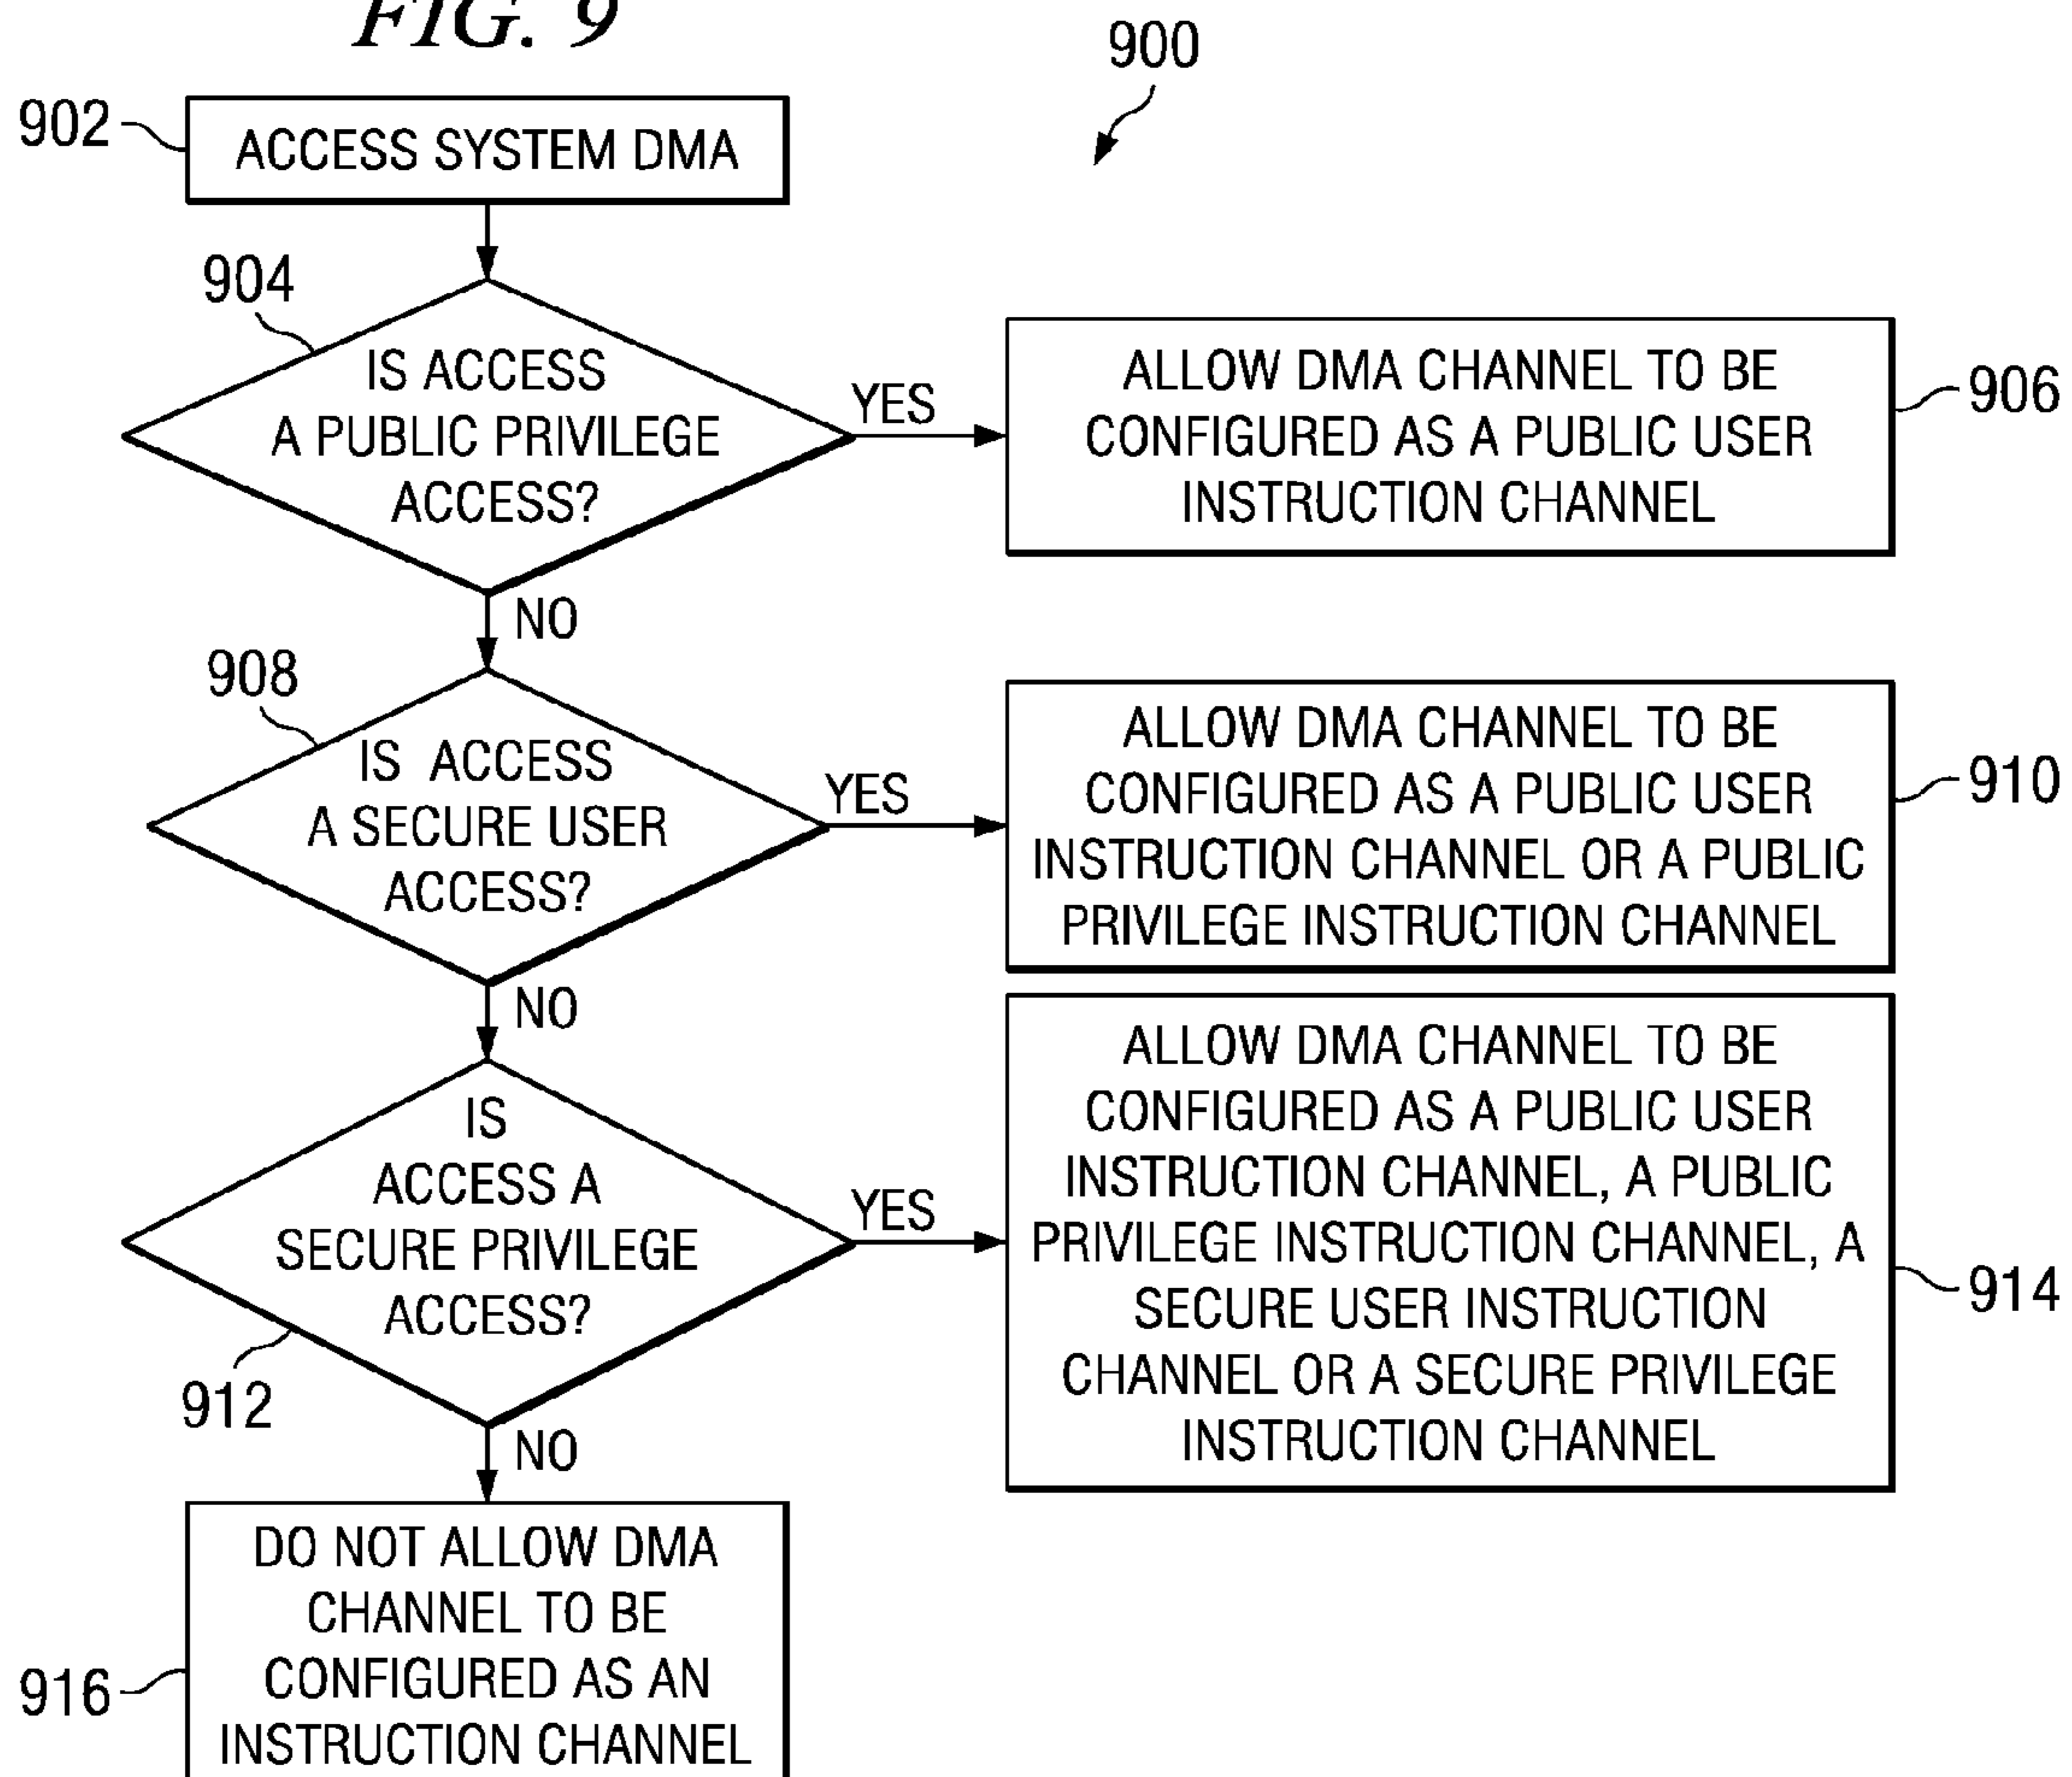 FIG. 9
900
902
ACCESS SYSTEM DMA
904
IS ACCESS
A PUBLIC PRIVILEGE
ACCESS?
YES
ALLOW DMA CHANNEL TO BE
CONFIGURED AS A PUBLIC USER
INSTRUCTION CHANNEL
906
NO
908
IS ACCESS
A SECURE USER
ACCESS?
YES
ALLOW DMA CHANNEL TO BE
CONFIGURED AS A PUBLIC USER
INSTRUCTION CHANNEL OR A PUBLIC
PRIVILEGE INSTRUCTION CHANNEL
910
NO
IS
ACCESS A
SECURE PRIVILEGE
ACCESS?
912
YES
ALLOW DMA CHANNEL TO BE
CONFIGURED AS A PUBLIC USER
INSTRUCTION CHANNEL, A PUBLIC
PRIVILEGE INSTRUCTION CHANNEL, A
SECURE USER INSTRUCTION
CHANNEL OR A SECURE PRIVILEGE
INSTRUCTION CHANNEL
914
NO
DO NOT ALLOW DMA
CHANNEL TO BE
CONFIGURED AS AN
INSTRUCTION CHANNEL
916